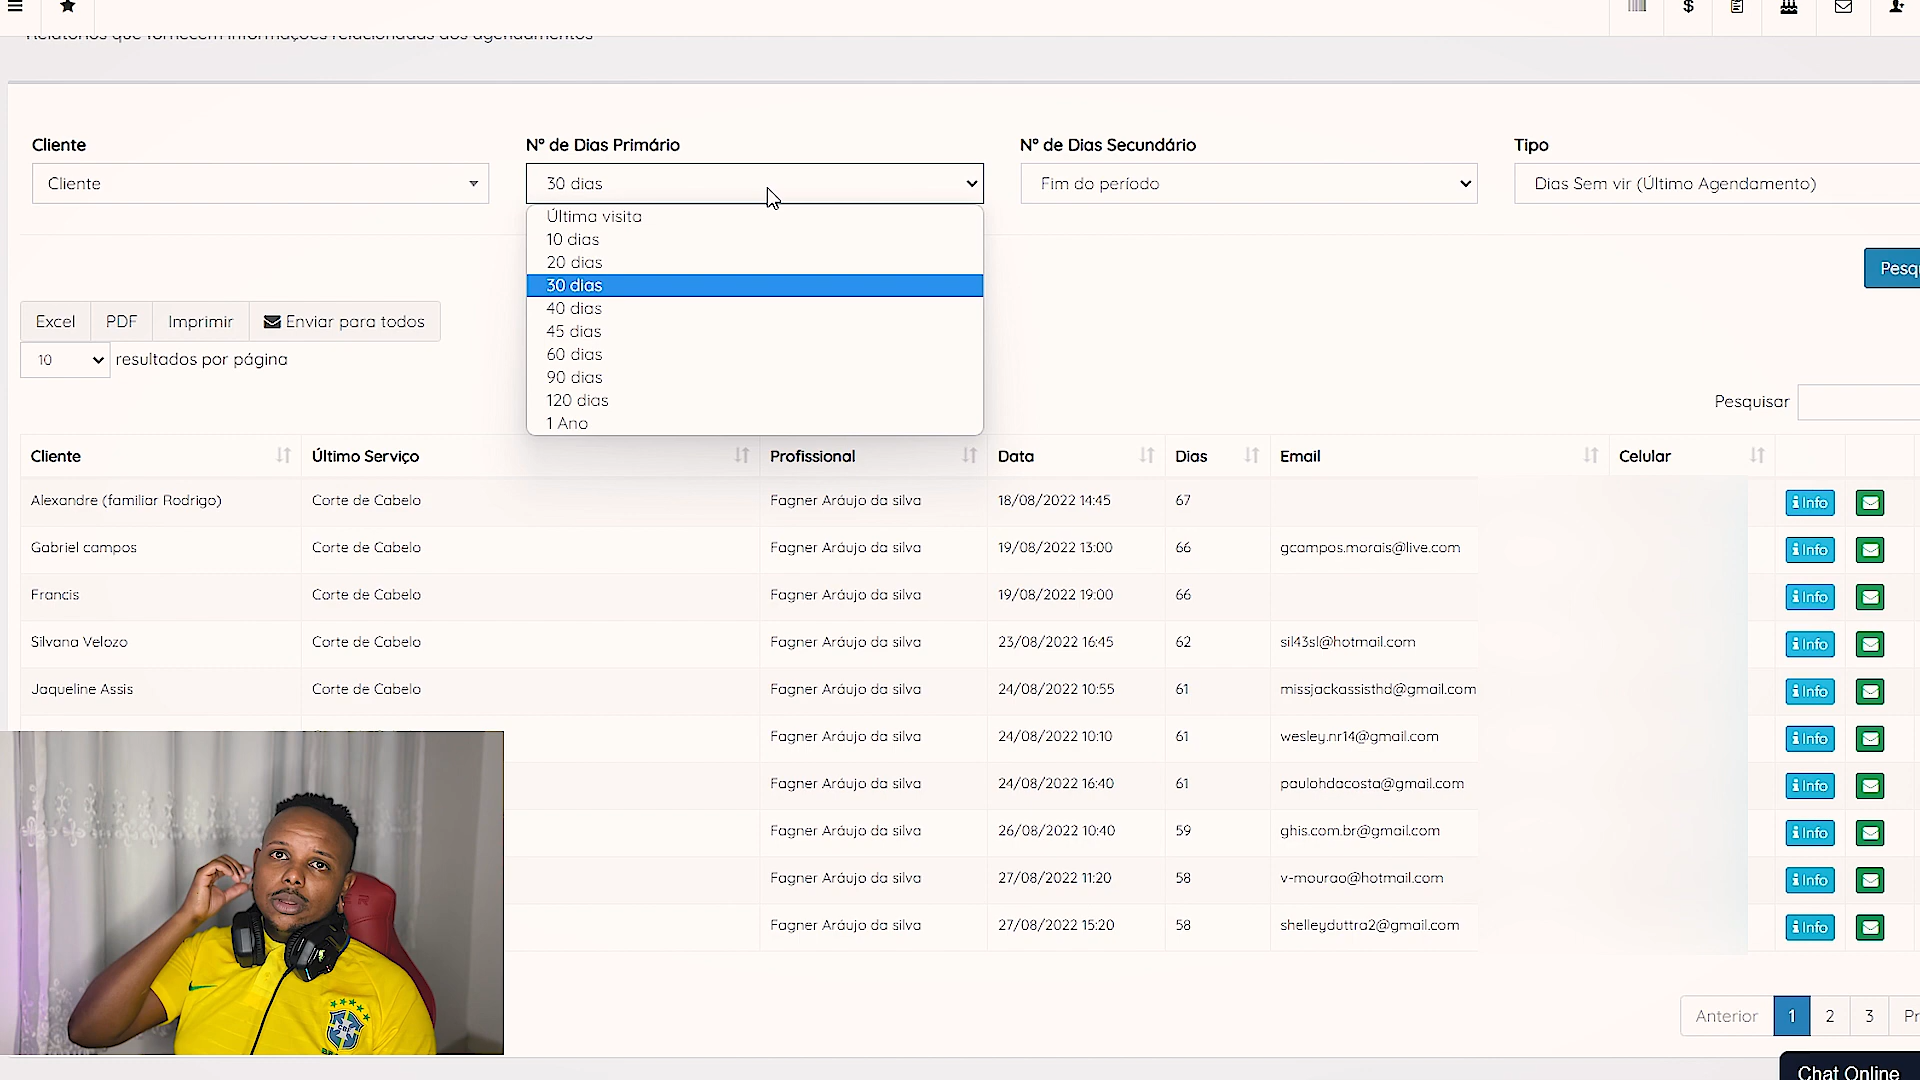 Relatórios que fornecem informações relacionadas aos agendamentos
Cliente
Nº de Dias Primário
Nº de Dias Secundário
Tipo
Cliente
30 dias
Fim do período
Dias Sem vir (Último Agendamento)
Última visita
10 dias
20 dias
30 dias
40 dias
45 dias
60 dias
90 dias
120 dias
1 Ano
Pesq
Excel PDF Imprimir Enviar para todos
10 resultados por página
Pesquisar
Cliente Último Serviço Profissional Data Dias Email Celular
Alexandre (familiar Rodrigo) Corte de Cabelo Fagner Aráujo da silva 18/08/2022 14:45 67 Info
Gabriel campos Corte de Cabelo Fagner Aráujo da silva 19/08/2022 13:00 66 gcampos.morais@live.com Info
Francis Corte de Cabelo Fagner Aráujo da silva 19/08/2022 19:00 66 Info
Silvana Velozo Corte de Cabelo Fagner Aráujo da silva 23/08/2022 16:45 62 sil43sl@hotmail.com Info
Jaqueline Assis Corte de Cabelo Fagner Aráujo da silva 24/08/2022 10:55 61 missjackassisthd@gmail.com Info
Fagner Aráujo da silva 24/08/2022 10:10 61 wesley.nr14@gmail.com Info
Fagner Aráujo da silva 24/08/2022 16:40 61 paulohdacosta@gmail.com Info
Fagner Aráujo da silva 26/08/2022 10:40 59 ghis.com.br@gmail.com Info
Fagner Aráujo da silva 27/08/2022 11:20 58 v-mourao@hotmail.com Info
Fagner Aráujo da silva 27/08/2022 15:20 58 shelleyduttra2@gmail.com Info
CBF
Anterior 1 2 3 Pr
Chat Online